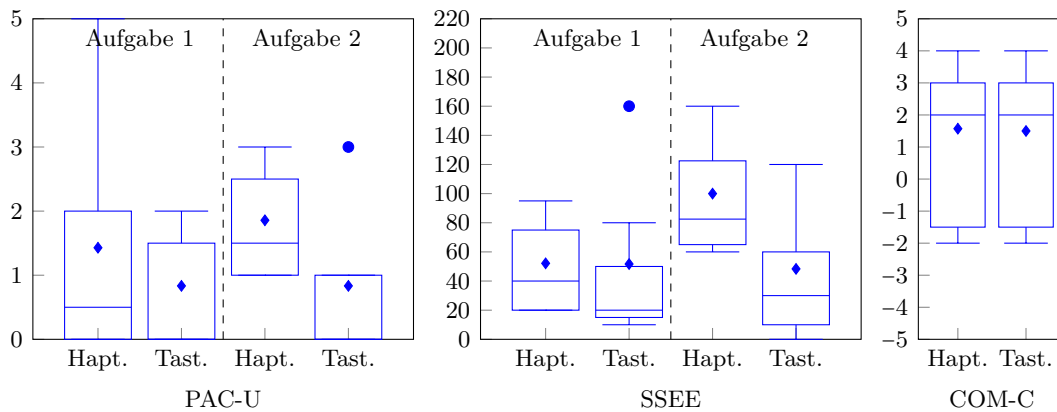 5
4
3
2
1
0
Aufgabe 1
Aufgabe 2
Hapt.
Tast.
Hapt.
Tast.
PAC-U
220
200
180
160
140
120
100
80
60
40
20
0
Aufgabe 1
Aufgabe 2
Hapt.
Tast.
Hapt.
Tast.
SSEE
5
4
3
2
1
0
−1
−2
−3
−4
−5
Hapt.
Tast.
COM-C